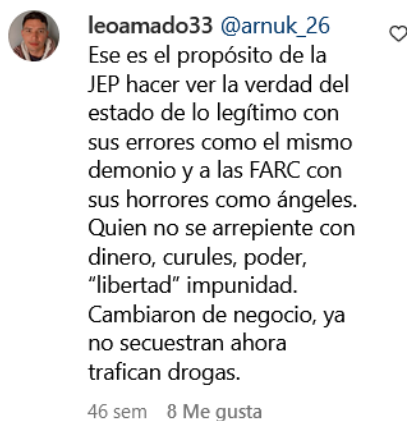 leoamado33 @arnuk_26
Ese es el propósito de la
JEP hacer ver la verdad del
estado de lo legítimo con
sus errores como el mismo
demonio y a las FARC con
sus horrores como ángeles.
Quien no se arrepiente con
dinero, curules, poder,
“libertad” impunidad.
Cambiaron de negocio, ya
no secuestran ahora
trafican drogas.
46 sem 8 Me gusta